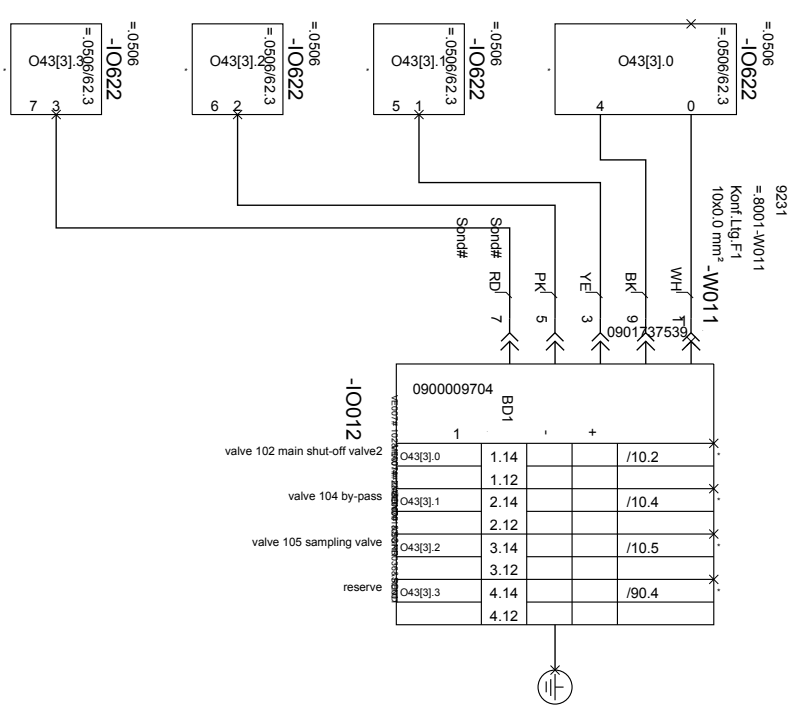 =.0506
-IO622
=.0506/62.3
O43[3].3
7 3
=.0506
-IO622
=.0506/62.3
O43[3].2
6 2
=.0506
-IO622
=.0506/62.3
O43[3].1
5 1
=.0506
-IO622
=.0506/62.3
O43[3].0
4 0
9231
=.8001-W011
Konf.Ltg.F1
10x0.0 mm²
-W011
Sond#
Sond#
RD PK YE BK WH
7 5 3 9 1
0901737539
-IO012
0900009704
BD1
1 - +
valve 102 main shut-off valve2 O43[3].0 1.14 /10.2
1.12
valve 104 by-pass O43[3].1 2.14 /10.4
2.12
valve 105 sampling valve O43[3].2 3.14 /10.5
3.12
reserve O43[3].3 4.14 /90.4
4.12